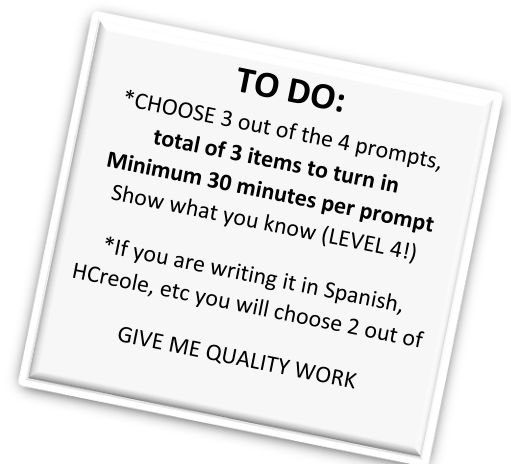 TO DO:
*CHOOSE 3 out of the 4 prompts,
total of 3 items to turn in
Minimum 30 minutes per prompt
Show what you know (LEVEL 4!)
*If you are writing it in Spanish,
HCreole, etc you will choose 2 out of
GIVE ME QUALITY WORK